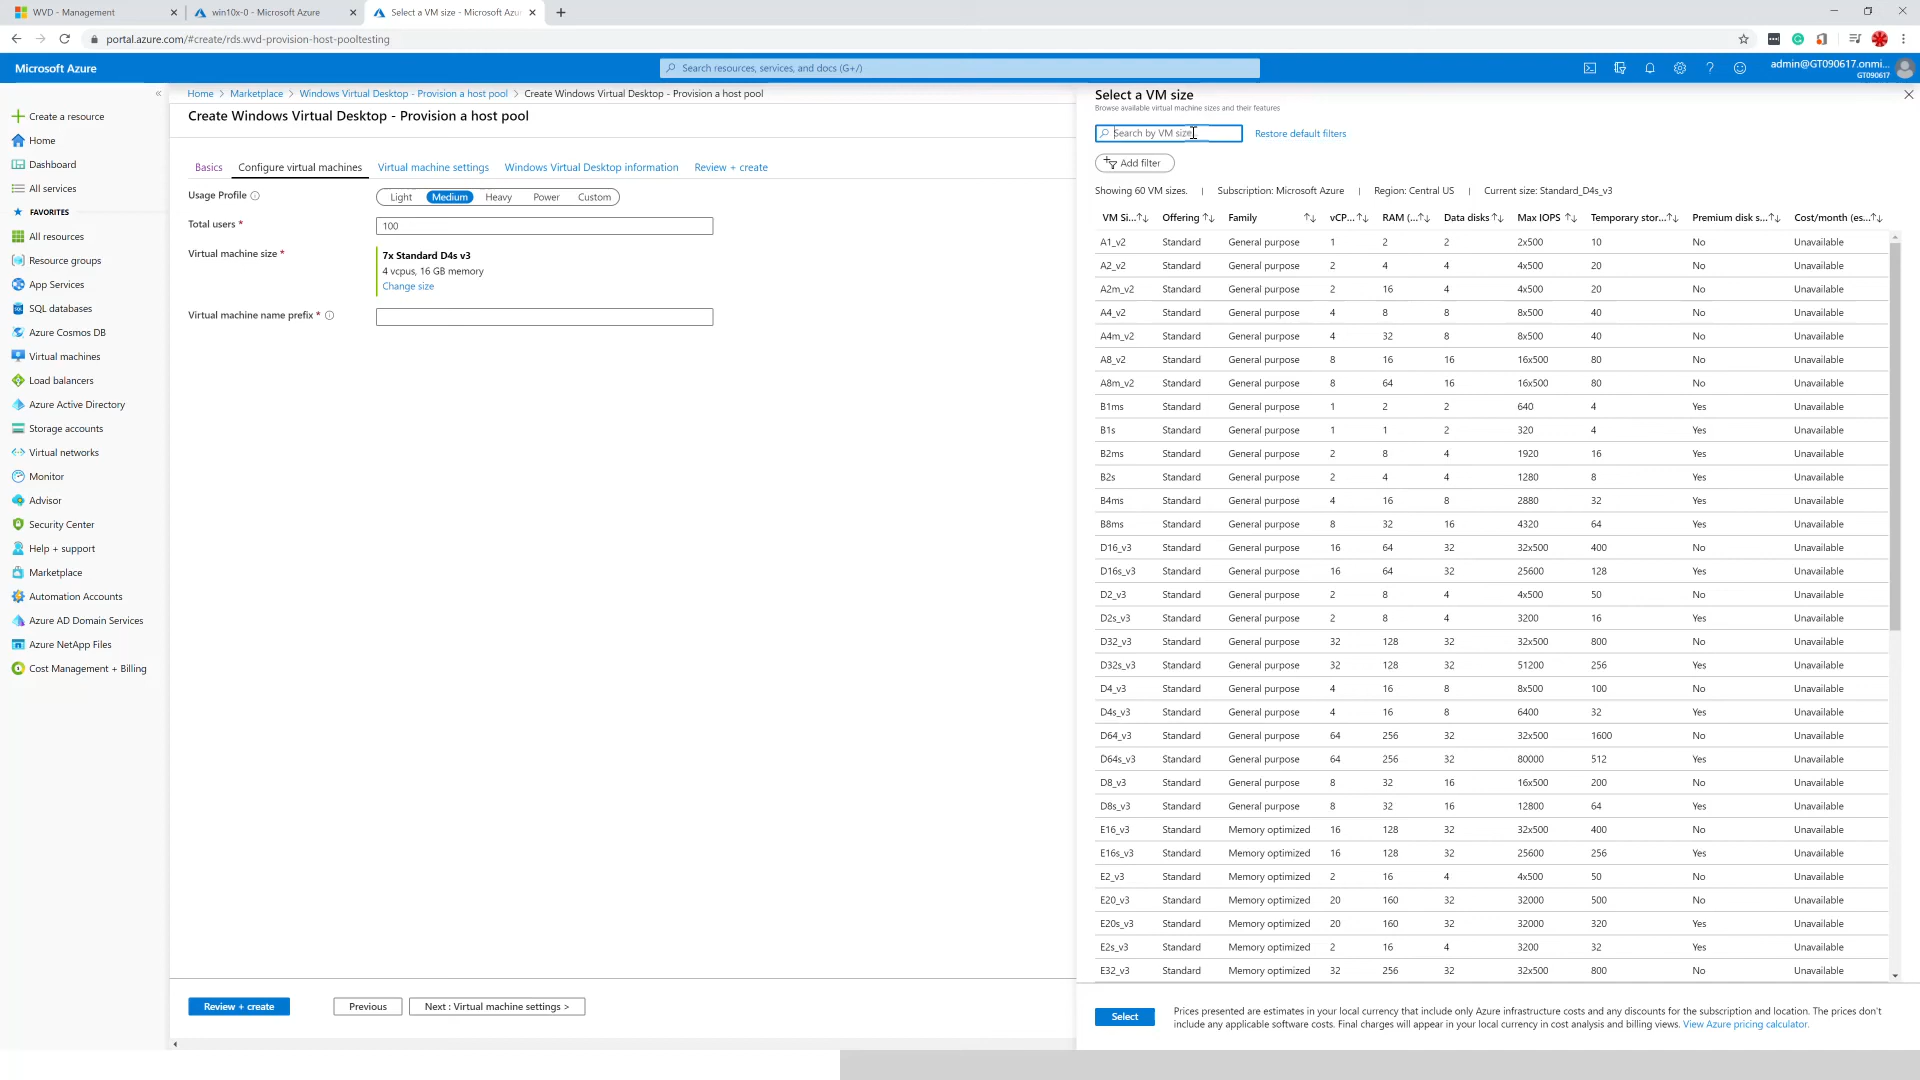 WVD - Management
win10x-0 - Microsoft Azure
Select a VM size - Microsoft Azu
portal.azure.com/#create/rds.wvd-provision-host-pooltesting
Microsoft Azure
Search resources, services, and docs (G+/)
admin@GT090617.onmi...
GT090617
Create a resource
Home
Dashboard
All services
FAVORITES
All resources
Resource groups
App Services
SQL databases
Azure Cosmos DB
Virtual machines
Load balancers
Azure Active Directory
Storage accounts
Virtual networks
Monitor
Advisor
Security Center
Help + support
Marketplace
Automation Accounts
Azure AD Domain Services
Azure NetApp Files
Cost Management + Billing
Home > Marketplace > Windows Virtual Desktop - Provision a host pool > Create Windows Virtual Desktop - Provision a host pool
Create Windows Virtual Desktop - Provision a host pool
Basics Configure virtual machines Virtual machine settings Windows Virtual Desktop information Review + create
Usage Profile Light Medium Heavy Power Custom
Total users * 100
Virtual machine size * 7x Standard D4s v3
4 vcpus, 16 GB memory
Change size
Virtual machine name prefix *
Review + create Previous Next : Virtual machine settings >
Select a VM size
Browse available virtual machine sizes and their features
Search by VM size Restore default filters
Add filter
Showing 60 VM sizes. | Subscription: Microsoft Azure | Region: Central US | Current size: Standard_D4s_v3
VM Si... Offering Family vCP... RAM (... Data disks Max IOPS Temporary stor... Premium disk s... Cost/month (es...
A1_v2 Standard General purpose 1 2 2 2x500 10 No Unavailable
A2_v2 Standard General purpose 2 4 4 4x500 20 No Unavailable
A2m_v2 Standard General purpose 2 16 4 4x500 20 No Unavailable
A4_v2 Standard General purpose 4 8 8 8x500 40 No Unavailable
A4m_v2 Standard General purpose 4 32 8 8x500 40 No Unavailable
A8_v2 Standard General purpose 8 16 16 16x500 80 No Unavailable
A8m_v2 Standard General purpose 8 64 16 16x500 80 No Unavailable
B1ms Standard General purpose 1 2 2 640 4 Yes Unavailable
B1s Standard General purpose 1 1 2 320 4 Yes Unavailable
B2ms Standard General purpose 2 8 4 1920 16 Yes Unavailable
B2s Standard General purpose 2 4 4 1280 8 Yes Unavailable
B4ms Standard General purpose 4 16 8 2880 32 Yes Unavailable
B8ms Standard General purpose 8 32 16 4320 64 Yes Unavailable
D16_v3 Standard General purpose 16 64 32 32x500 400 No Unavailable
D16s_v3 Standard General purpose 16 64 32 25600 128 Yes Unavailable
D2_v3 Standard General purpose 2 8 4 4x500 50 No Unavailable
D2s_v3 Standard General purpose 2 8 4 3200 16 Yes Unavailable
D32_v3 Standard General purpose 32 128 32 32x500 800 No Unavailable
D32s_v3 Standard General purpose 32 128 32 51200 256 Yes Unavailable
D4_v3 Standard General purpose 4 16 8 8x500 100 No Unavailable
D4s_v3 Standard General purpose 4 16 8 6400 32 Yes Unavailable
D64_v3 Standard General purpose 64 256 32 32x500 1600 No Unavailable
D64s_v3 Standard General purpose 64 256 32 80000 512 Yes Unavailable
D8_v3 Standard General purpose 8 32 16 16x500 200 No Unavailable
D8s_v3 Standard General purpose 8 32 16 12800 64 Yes Unavailable
E16_v3 Standard Memory optimized 16 128 32 32x500 400 No Unavailable
E16s_v3 Standard Memory optimized 16 128 32 25600 256 Yes Unavailable
E2_v3 Standard Memory optimized 2 16 4 4x500 50 No Unavailable
E20_v3 Standard Memory optimized 20 160 32 32000 500 No Unavailable
E20s_v3 Standard Memory optimized 20 160 32 32000 320 Yes Unavailable
E2s_v3 Standard Memory optimized 2 16 4 3200 32 Yes Unavailable
E32_v3 Standard Memory optimized 32 256 32 32x500 800 No Unavailable
Select
Prices presented are estimates in your local currency that include only Azure infrastructure costs and any discounts for the subscription and location. The prices don't
include any applicable software costs. Final charges will appear in your local currency in cost analysis and billing views. View Azure pricing calculator.